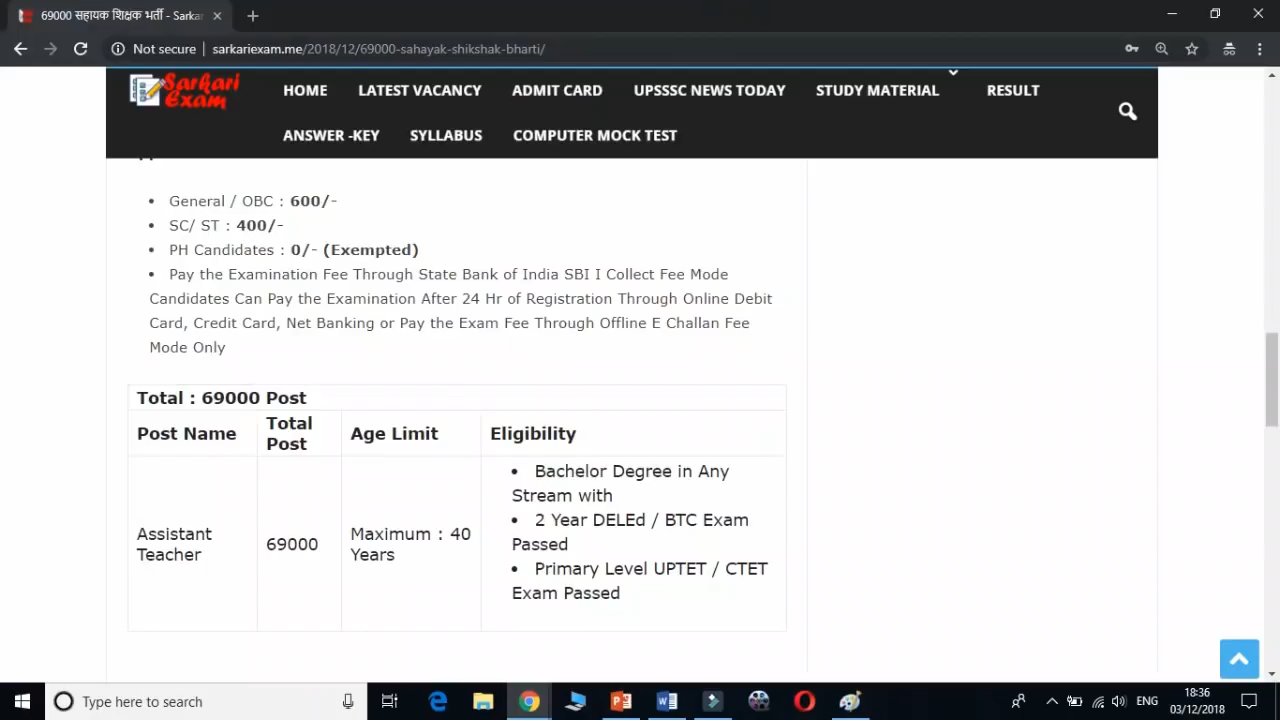 69000 सहायक शिक्षक भर्ती - Sarkar
Not secure | sarkariexam.me/2018/12/69000-sahayak-shikshak-bharti/
Sarkari
Exam
HOME LATEST VACANCY ADMIT CARD UPSSSC NEWS TODAY STUDY MATERIAL RESULT
ANSWER -KEY SYLLABUS COMPUTER MOCK TEST
• General / OBC : 600/-
• SC/ ST : 400/-
• PH Candidates : 0/- (Exempted)
• Pay the Examination Fee Through State Bank of India SBI I Collect Fee Mode
Candidates Can Pay the Examination After 24 Hr of Registration Through Online Debit
Card, Credit Card, Net Banking or Pay the Exam Fee Through Offline E Challan Fee
Mode Only
Total : 69000 Post
Post Name
Total
Post
Age Limit
Eligibility
Assistant
Teacher
69000
Maximum : 40
Years
• Bachelor Degree in Any
Stream with
• 2 Year DELEd / BTC Exam
Passed
• Primary Level UPTET / CTET
Exam Passed
Type here to search
ENG
18:36
03/12/2018